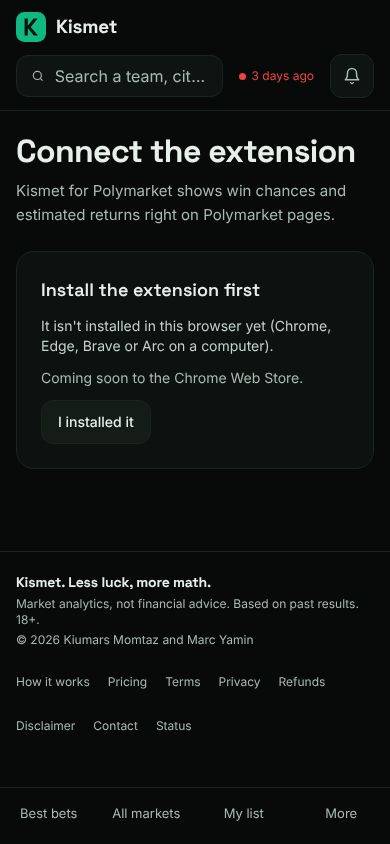 K Kismet
Search a team, cit...
3 days ago
Connect the extension
Kismet for Polymarket shows win chances and
estimated returns right on Polymarket pages.
Install the extension first
It isn't installed in this browser yet (Chrome,
Edge, Brave or Arc on a computer).
Coming soon to the Chrome Web Store.
I installed it
Kismet. Less luck, more math.
Market analytics, not financial advice. Based on past results.
18+.
© 2026 Kiumars Momtaz and Marc Yamin
How it works Pricing Terms Privacy Refunds
Disclaimer Contact Status
Best bets All markets My list More